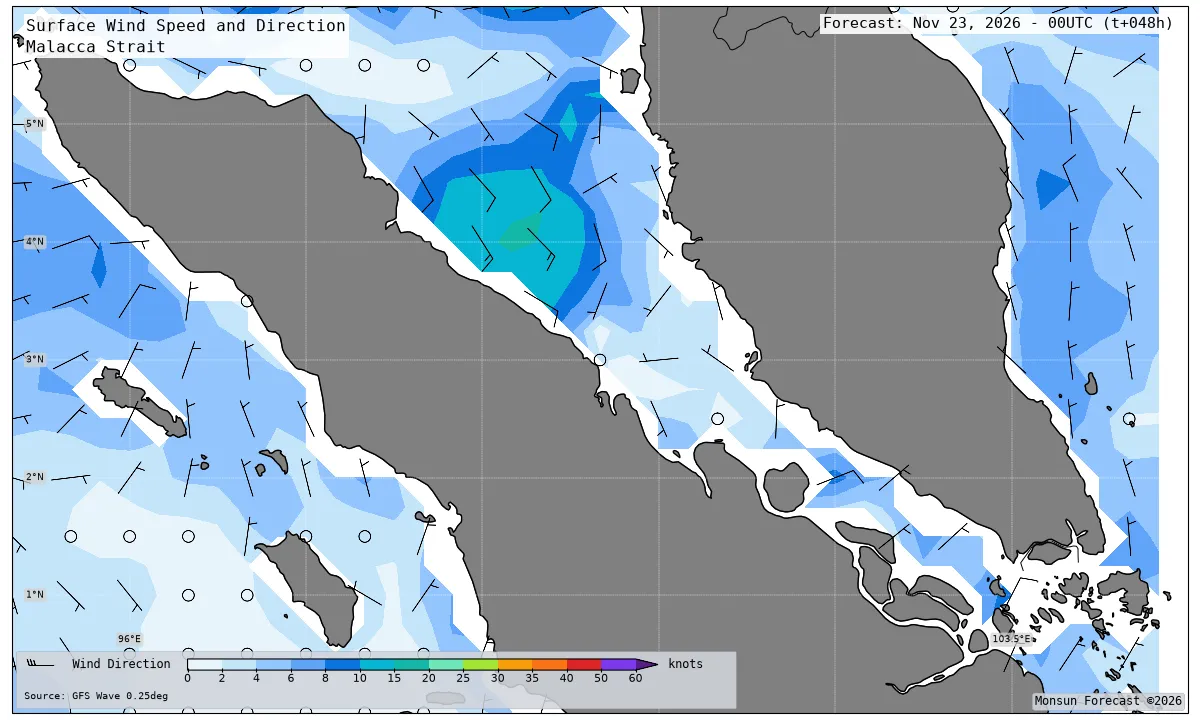 Surface Wind Speed and Direction
Malacca Strait
Forecast: Nov 23, 2026 - 00UTC (t+048h)
5°N
4°N
3°N
2°N
1°N
96°E
103.5°E
Wind Direction
knots
0 2 4 6 8 10 15 20 25 30 35 40 50 60
Source: GFS Wave 0.25deg
Monsun Forecast ©2026